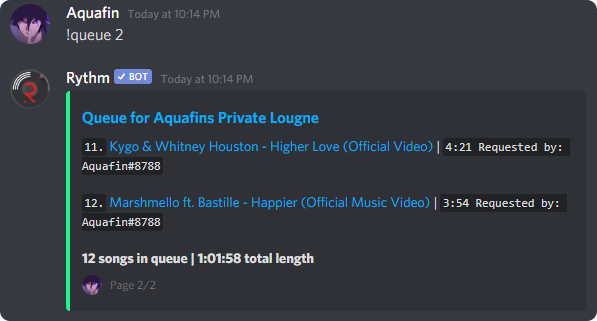 Aquafin Today at 10:14 PM
!queue 2
Rythm ✓ BOT Today at 10:14 PM
Queue for Aquafins Private Lougne
11. Kygo & Whitney Houston - Higher Love (Official Video) | 4:21 Requested by:
Aquafin#8788
12. Marshmello ft. Bastille - Happier (Official Music Video) | 3:54 Requested by:
Aquafin#8788
12 songs in queue | 1:01:58 total length
Page 2/2